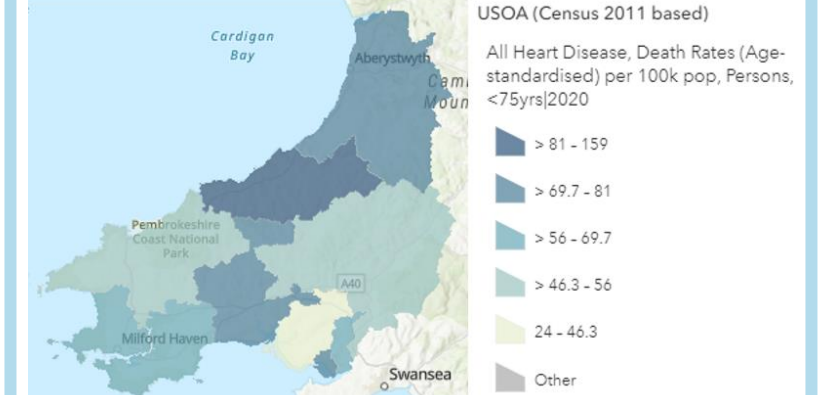 USOA (Census 2011 based)
All Heart Disease, Death Rates (Age-
standardised) per 100k pop, Persons,
<75yrs|2020
> 81 - 159
> 69.7 - 81
> 56 - 69.7
> 46.3 - 56
24 - 46.3
Other
Cardigan
Bay
Aberystwyth
Cam
Moun
Pembrokeshire
Coast National
Park
A40
Milford Haven
Swansea